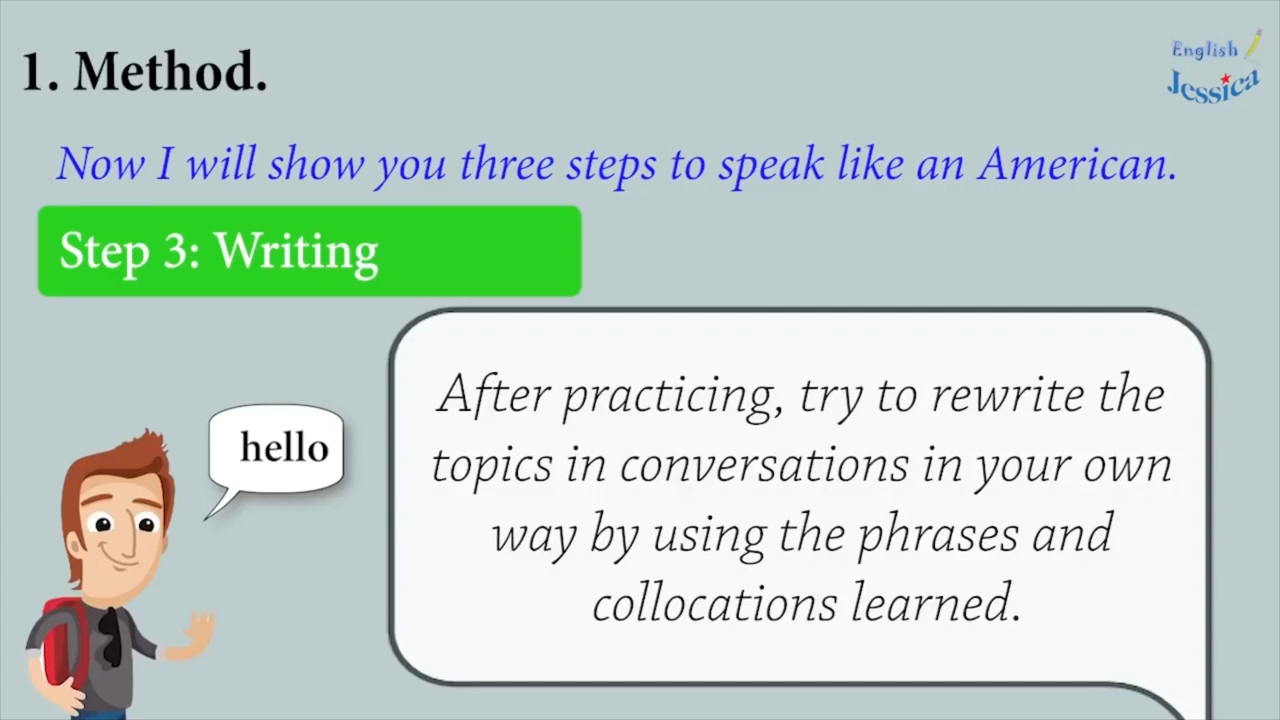 1. Method.
English
Jessica
Now I will show you three steps to speak like an American.
Step 3: Writing
hello
After practicing, try to rewrite the
topics in conversations in your own
way by using the phrases and
collocations learned.